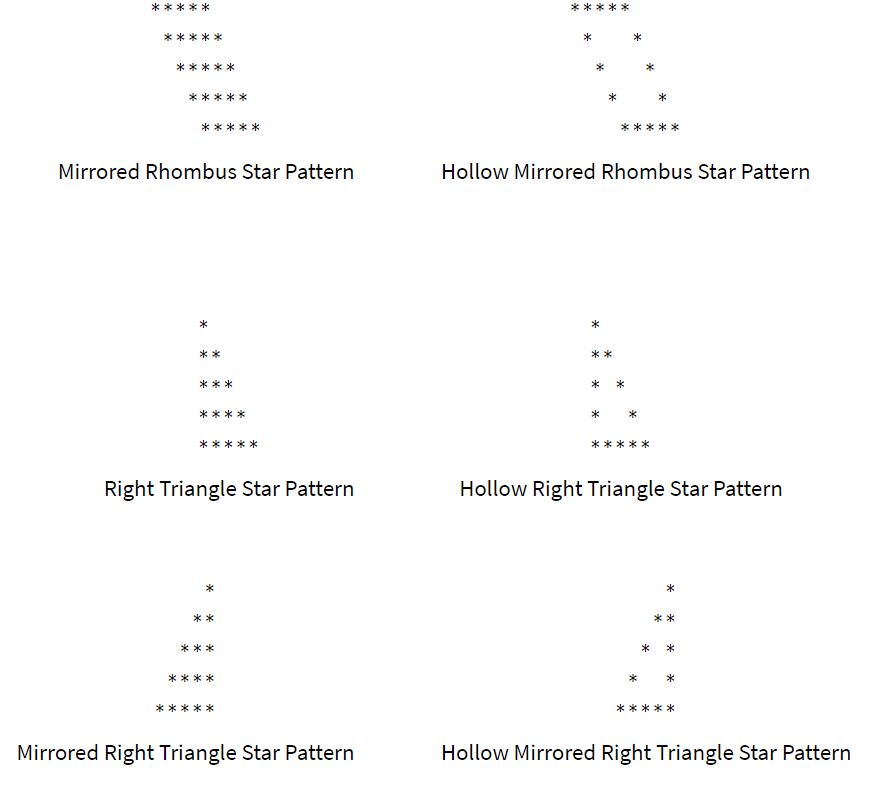 *****          *****
 *****          *   *
  *****          *   *
   *****          *   *
    *****          *****
Mirrored Rhombus Star Pattern     Hollow Mirrored Rhombus Star Pattern
*          *
**         **
***        * *
****       *  *
*****      *****
Right Triangle Star Pattern     Hollow Right Triangle Star Pattern
    *          *
   **         **
  ***        * *
 ****       *  *
*****      *****
Mirrored Right Triangle Star Pattern     Hollow Mirrored Right Triangle Star Pattern